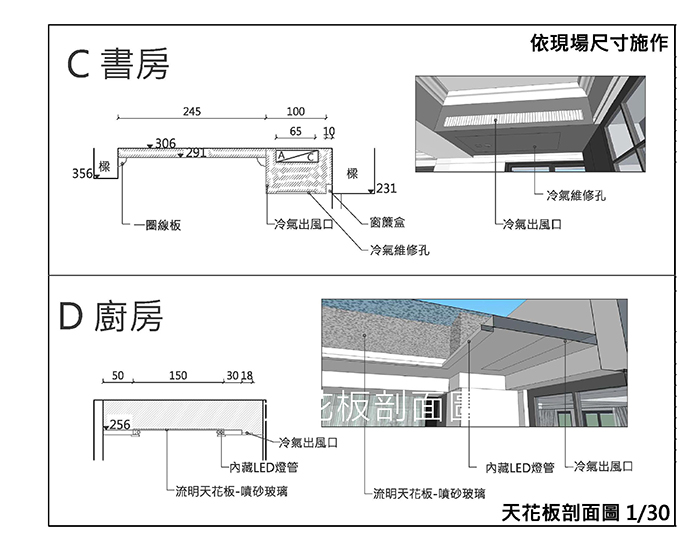 依現場尺寸施作
C 書房
245
100
65
10
306
291
A
C
樑
樑
356
231
一圈線板
冷氣出風口
窗簾盒
冷氣維修孔
冷氣維修孔
冷氣出風口
D 廚房
50
150
30
18
花板剖面圖
256
冷氣出風口
內藏LED燈管
流明天花板-噴砂玻璃
內藏LED燈管
冷氣出風口
流明天花板-噴砂玻璃
天花板剖面圖 1/30